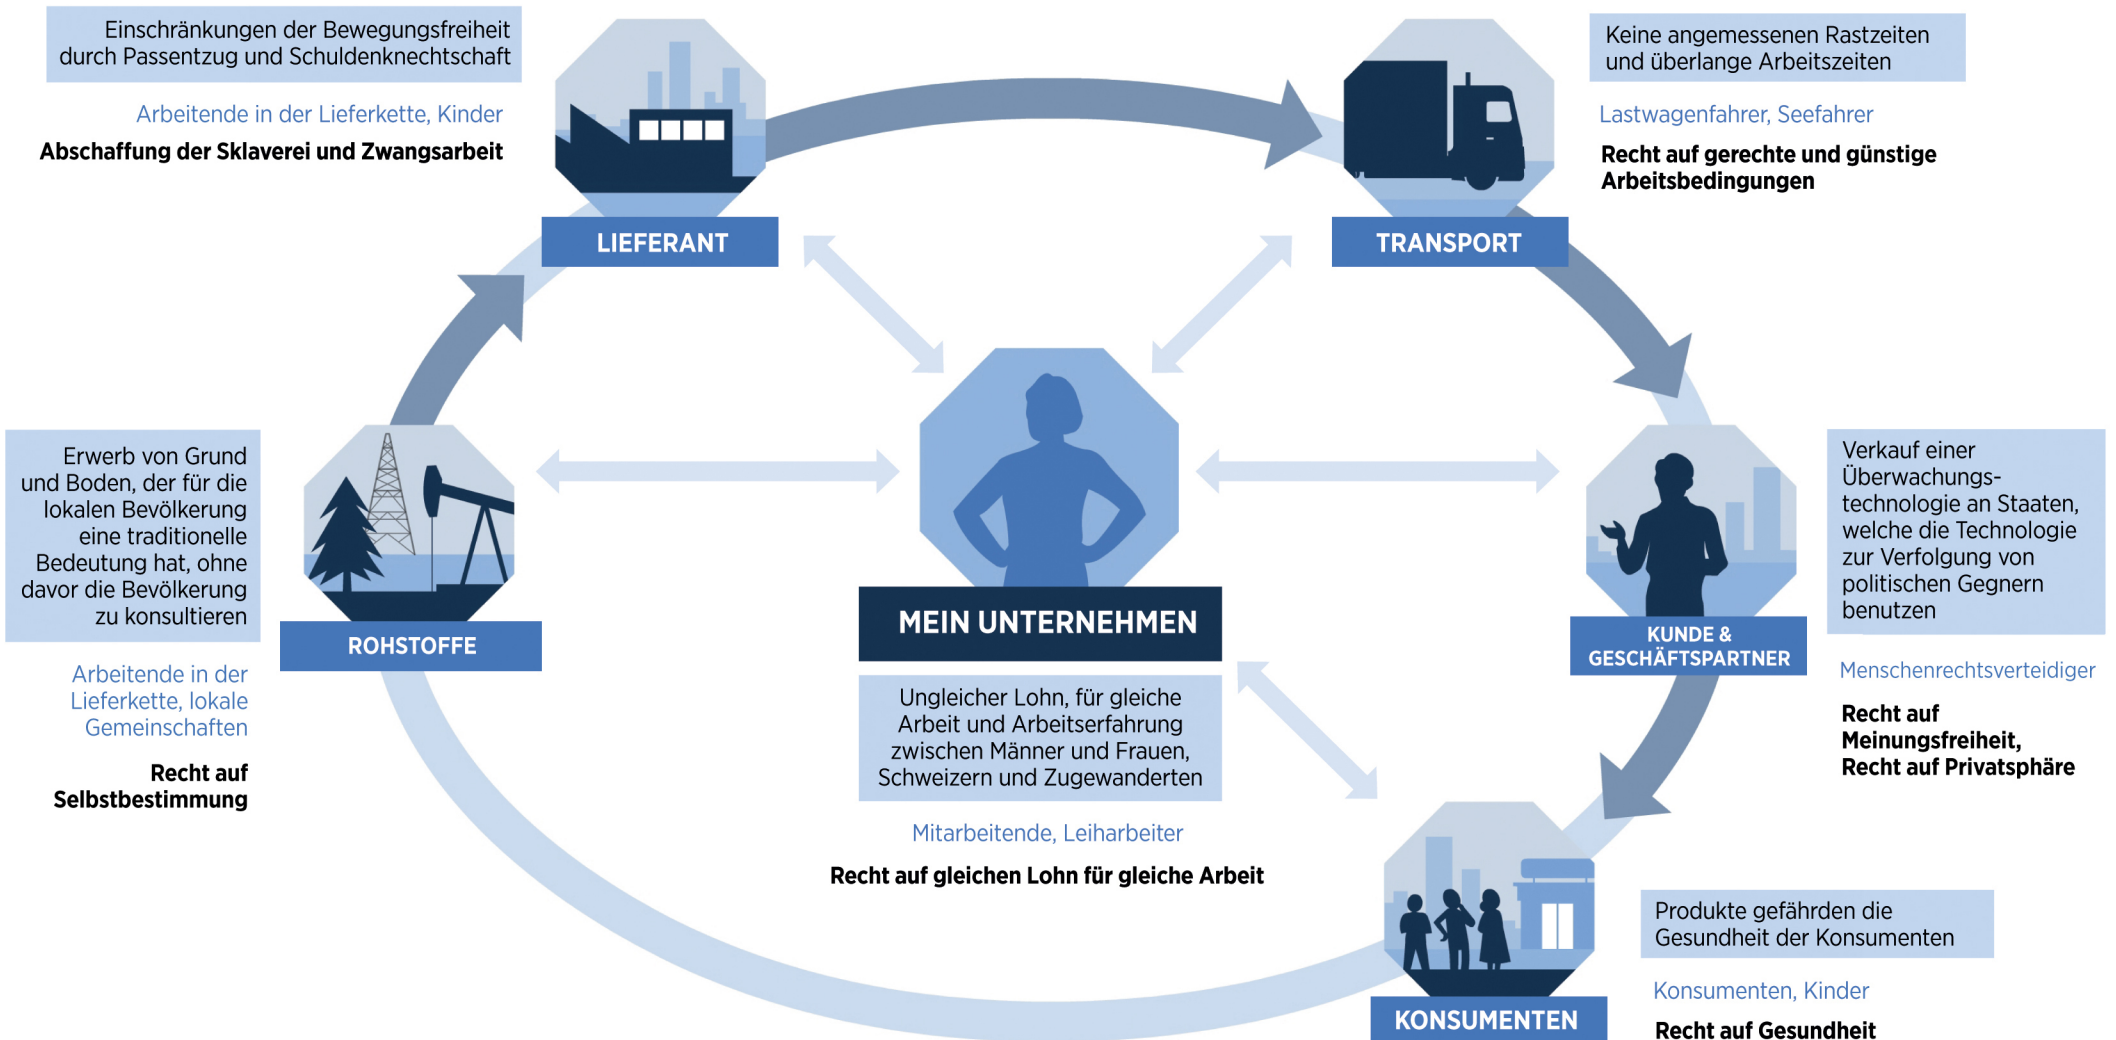 Einschränkungen der Bewegungsfreiheit
durch Passentzug und Schuldenknechtschaft
Arbeitende in der Lieferkette, Kinder
Abschaffung der Sklaverei und Zwangsarbeit
LIEFERANT
Keine angemessenen Rastzeiten
und überlange Arbeitszeiten
Lastwagenfahrer, Seefahrer
Recht auf gerechte und günstige
Arbeitsbedingungen
TRANSPORT
Erwerb von Grund
und Boden, der für die
lokalen Bevölkerung
eine traditionelle
Bedeutung hat, ohne
davor die Bevölkerung
zu konsultieren
Arbeitende in der
Lieferkette, lokale
Gemeinschaften
Recht auf
Selbstbestimmung
ROHSTOFFE
MEIN UNTERNEHMEN
Ungleicher Lohn, für gleiche
Arbeit und Arbeitserfahrung
zwischen Männer und Frauen,
Schweizern und Zugewanderten
Mitarbeitende, Leiharbeiter
Recht auf gleichen Lohn für gleiche Arbeit
KUNDE &
GESCHÄFTSPARTNER
Verkauf einer
Überwachungs-
technologie an Staaten,
welche die Technologie
zur Verfolgung von
politischen Gegnern
benutzen
Menschenrechtsverteidiger
Recht auf
Meinungsfreiheit,
Recht auf Privatsphäre
KONSUMENTEN
Produkte gefährden die
Gesundheit der Konsumenten
Konsumenten, Kinder
Recht auf Gesundheit